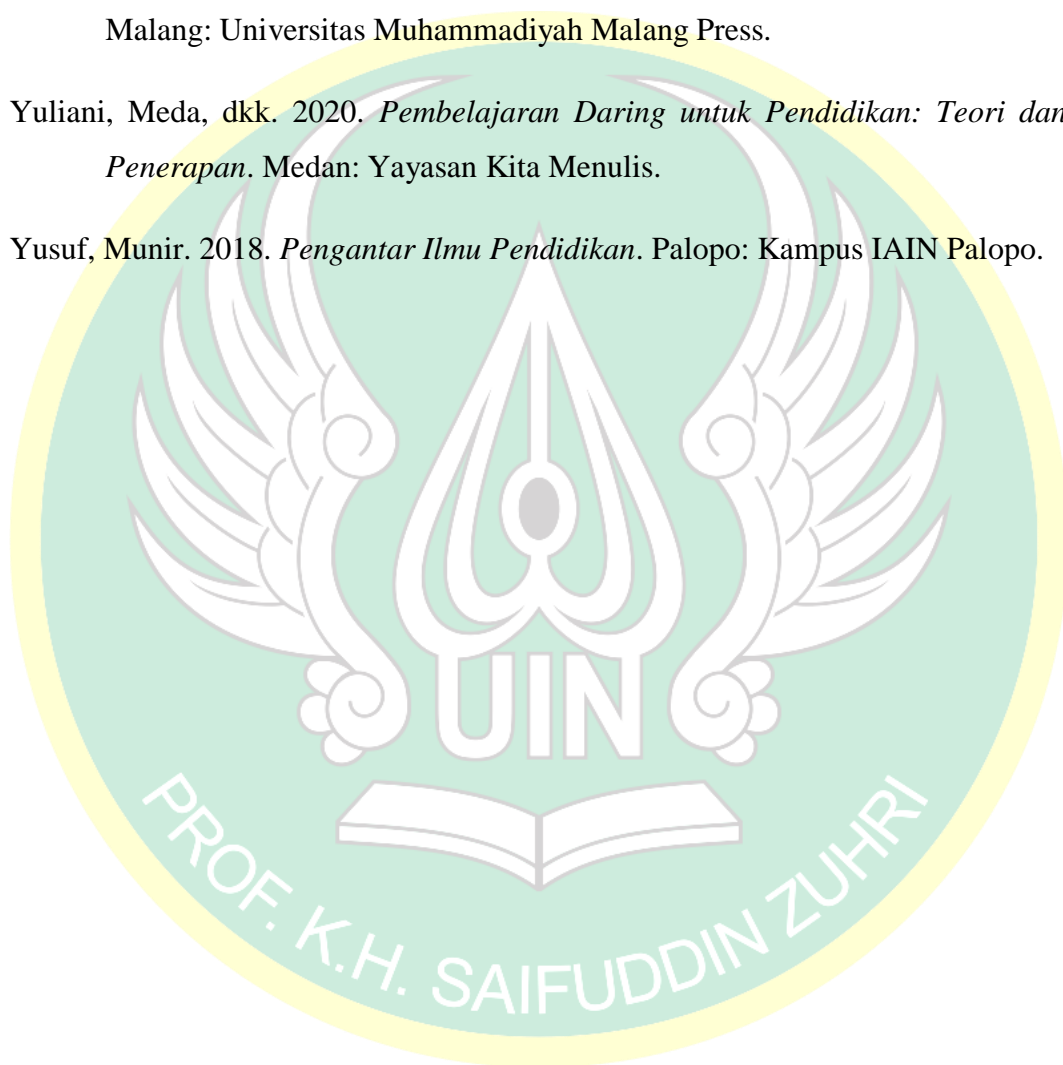 Malang: Universitas Muhammadiyah Malang Press.
Yuliani, Meda, dkk. 2020. Pembelajaran Daring untuk Pendidikan: Teori dan
Penerapan. Medan: Yayasan Kita Menulis.
Yusuf, Munir. 2018. Pengantar Ilmu Pendidikan. Palopo: Kampus IAIN Palopo.
UIN
PROF. K.H. SAIFUDDIN ZUHRI